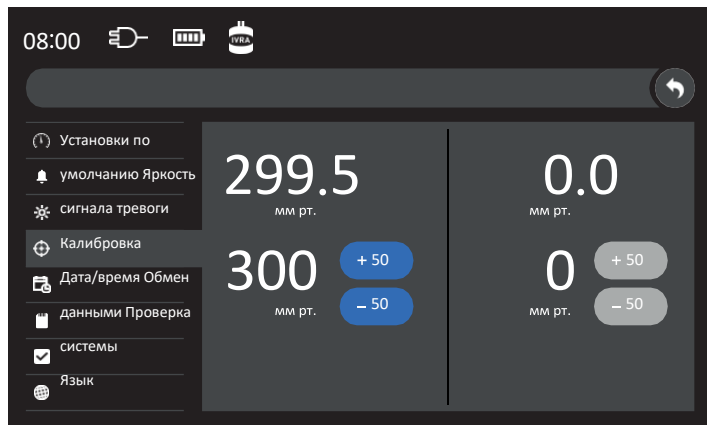 08:00
IVRA
Установки по
умолчанию Яркость
сигнала тревоги
Калибровка
Дата/время Обмен
данными Проверка
системы
Язык
299.5
мм рт.
300
+ 50
мм рт.
– 50
0.0
мм рт.
0
+ 50
мм рт.
– 50